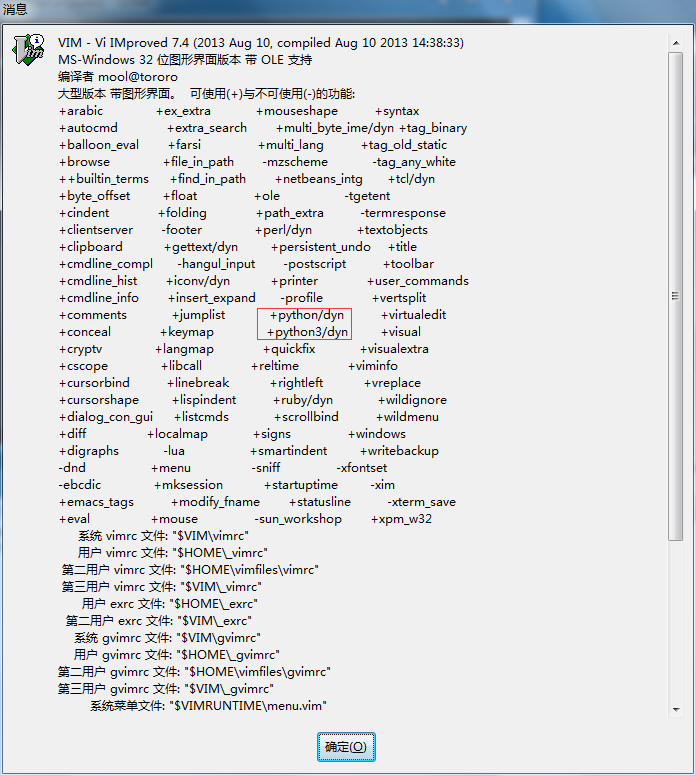 消息
VIM - Vi IMproved 7.4 (2013 Aug 10, compiled Aug 10 2013 14:38:33)
MS-Windows 32 位图形界面版本 带 OLE 支持
编译者 mool@tororo
大型版本 带图形界面。 可使用(+)与不可使用(-)的功能:
+arabic +ex_extra +mouseshape +syntax
+autocmd +extra_search +multi_byte_ime/dyn +tag_binary
+balloon_eval +farsi +multi_lang +tag_old_static
+browse +file_in_path -mzscheme -tag_any_white
++builtin_terms +find_in_path +netbeans_intg +tcl/dyn
+byte_offset +float +ole -tgetent
+cindent +folding +path_extra -termresponse
+clientserver -footer +perl/dyn +textobjects
+clipboard +gettext/dyn +persistent_undo +title
+cmdline_compl -hangul_input -postscript +toolbar
+cmdline_hist +iconv/dyn +printer +user_commands
+cmdline_info +insert_expand -profile +vertsplit
+comments +jumplist +python/dyn +virtualedit
+conceal +keymap +python3/dyn +visual
+cryptv +langmap +quickfix +visualextra
+cscope +libcall +reltime +viminfo
+cursorbind +linebreak +rightleft +vreplace
+cursorshape +lispindent +ruby/dyn +wildignore
+dialog_con_gui +listcmds +scrollbind +wildmenu
+diff +localmap +signs +windows
+digraphs -lua +smartindent +writebackup
-dnd +menu -sniff -xfontset
-ebcdic +mksession +startuptime -xim
+emacs_tags +modify_fname +statusline -xterm_save
+eval +mouse -sun_workshop +xpm_w32
系统 vimrc 文件: "$VIM\vimrc"
用户 vimrc 文件: "$HOME\_vimrc"
第二用户 vimrc 文件: "$HOME\vimfiles\vimrc"
第三用户 vimrc 文件: "$VIM\_vimrc"
用户 exrc 文件: "$HOME\_exrc"
第二用户 exrc 文件: "$VIM\_exrc"
系统 gvimrc 文件: "$VIM\gvimrc"
用户 gvimrc 文件: "$HOME\_gvimrc"
第二用户 gvimrc 文件: "$HOME\vimfiles\gvimrc"
第三用户 gvimrc 文件: "$VIM\_gvimrc"
系统菜单文件: "$VIMRUNTIME\menu.vim"
确定(O)